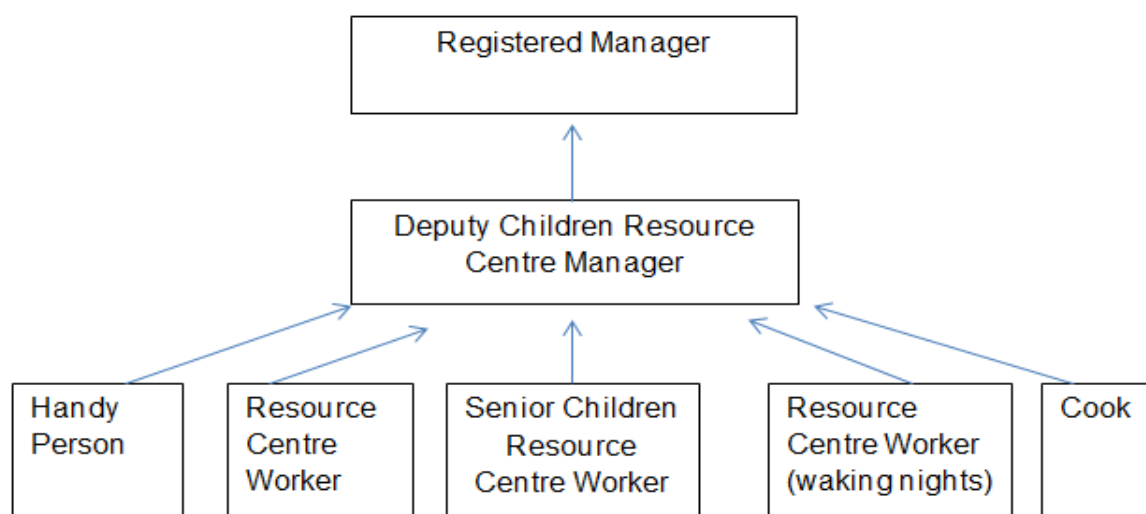 Registered Manager
Deputy Children Resource
Centre Manager
Handy
Person
Resource
Centre
Worker
Senior Children
Resource
Centre Worker
Resource
Centre Worker
(waking nights)
Cook